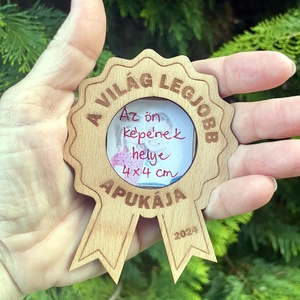 A VILÁG LEGJOBB
Az ön
képének
helye
4x4 cm
APUKÁJA
2024